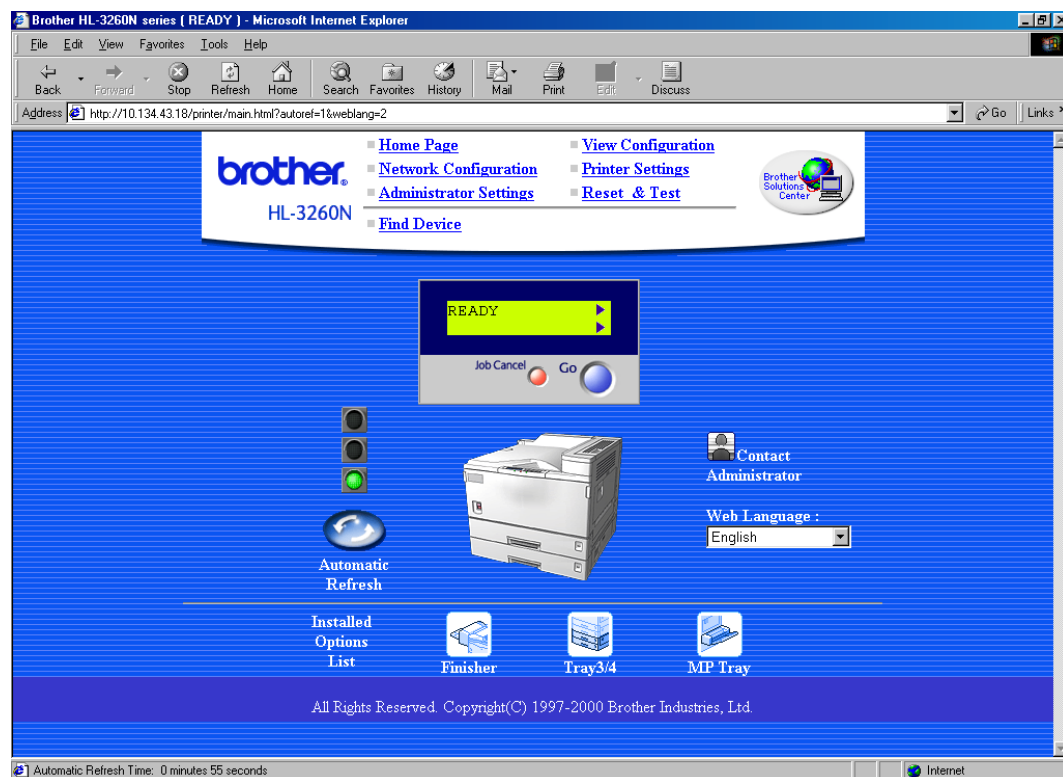 Brother HL-3260N series ( READY ) - Microsoft Internet Explorer
File Edit View Favorites Tools Help
Back Forward Stop Refresh Home Search Favorites History Mail Print Edit Discuss
Address http://10.134.43.18/printer/main.html?autoref=1&weblang=2 Go Links
brother.
HL-3260N
Home Page
Network Configuration
Administrator Settings
Find Device
View Configuration
Printer Settings
Reset & Test
Brother
Solutions
Center
READY
Job Cancel Go
Contact
Administrator
Web Language :
English
Automatic
Refresh
Installed
Options
List
Finisher
Tray3/4
MP Tray
All Rights Reserved. Copyright(C) 1997-2000 Brother Industries, Ltd.
Automatic Refresh Time: 0 minutes 55 seconds
Internet